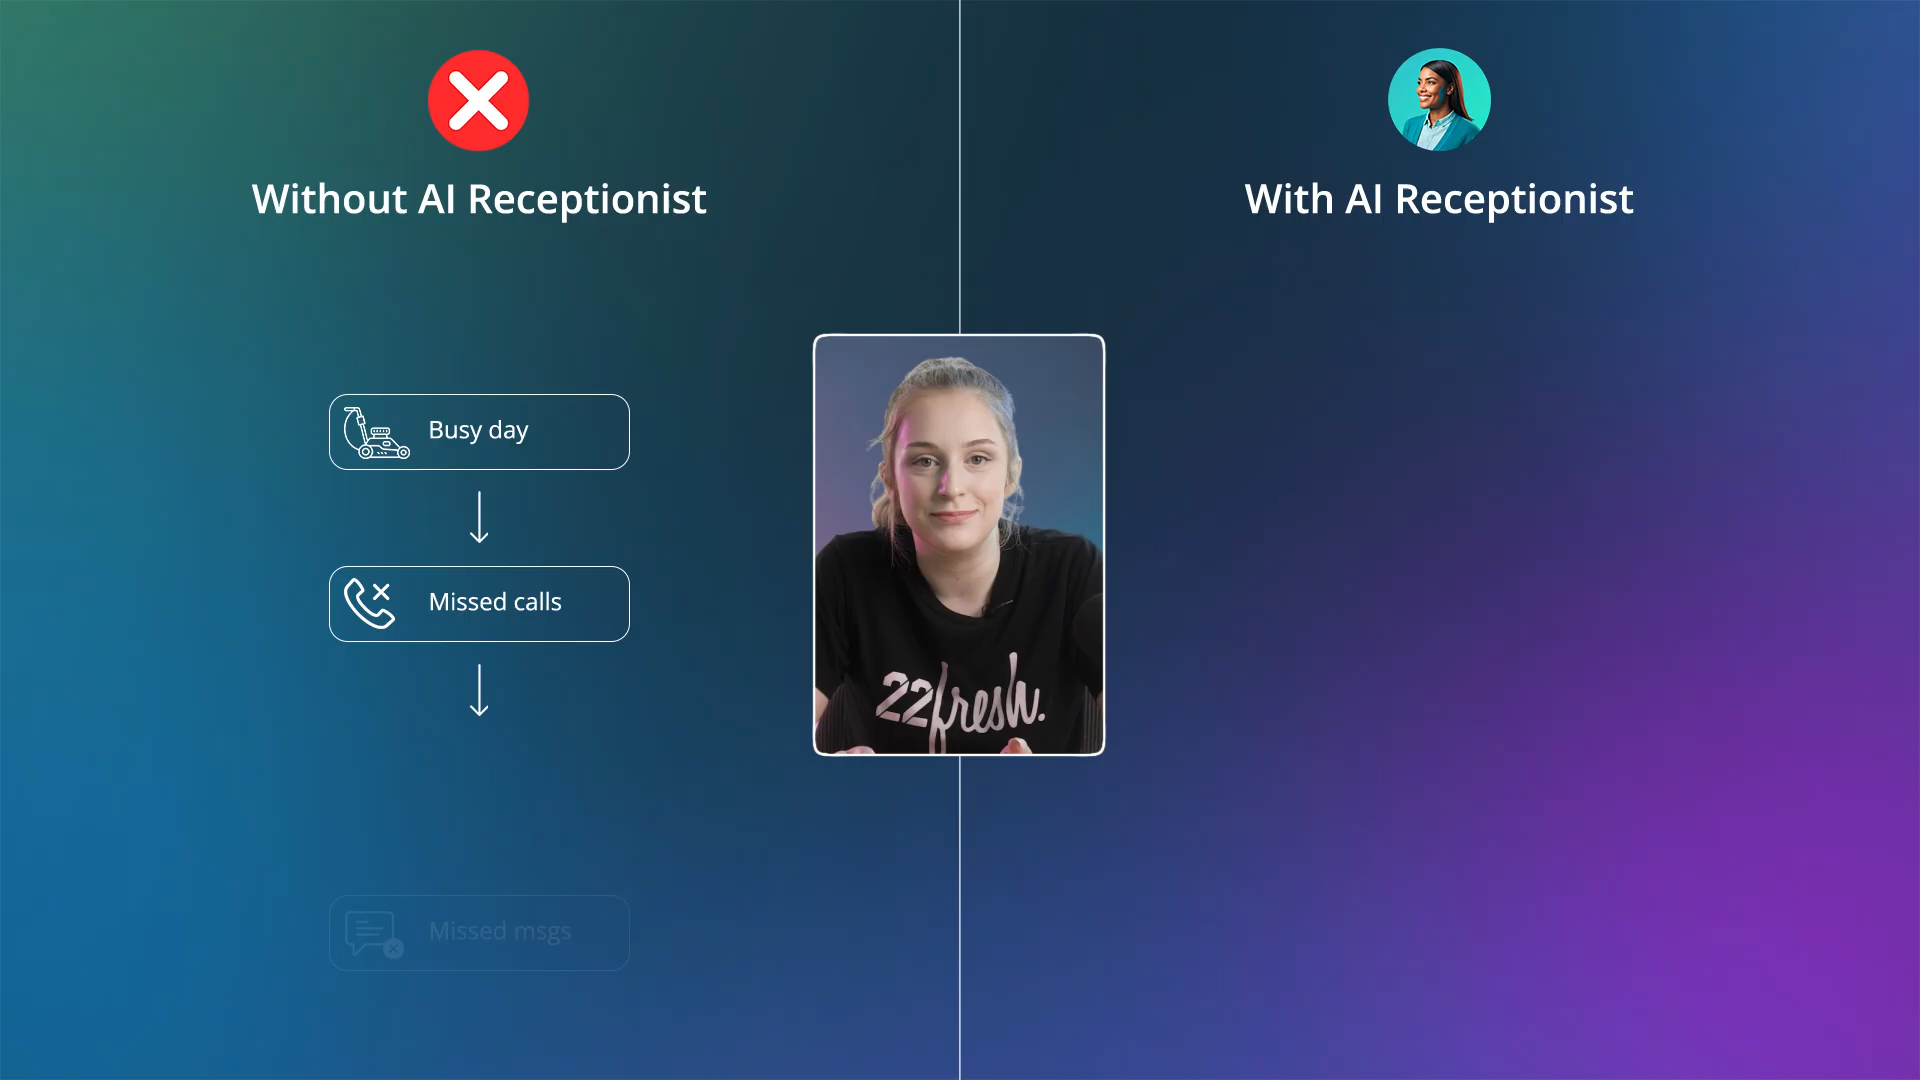 Without AI Receptionist
With AI Receptionist
Busy day
Missed calls
22fresh.
Missed msgs